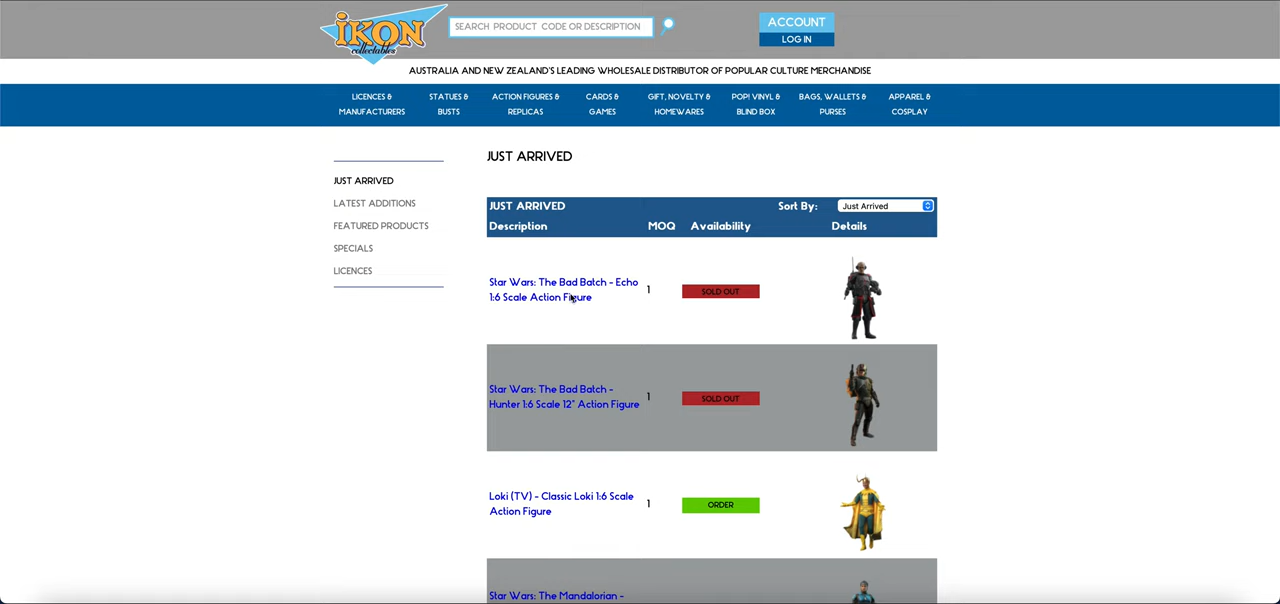 iKON
collectables
SEARCH PRODUCT CODE OR DESCRIPTION
ACCOUNT
LOG IN
AUSTRALIA AND NEW ZEALAND'S LEADING WHOLESALE DISTRIBUTOR OF POPULAR CULTURE MERCHANDISE
LICENCES & MANUFACTURERS
STATUES & BUSTS
ACTION FIGURES & REPLICAS
CARDS & GAMES
GIFT, NOVELTY & HOMEWARES
POP! VINYL & BLIND BOX
BAGS, WALLETS & PURSES
APPAREL & COSPLAY
JUST ARRIVED
LATEST ADDITIONS
FEATURED PRODUCTS
SPECIALS
LICENCES
JUST ARRIVED
JUST ARRIVED
Sort By:
Just Arrived
Description
MOQ
Availability
Details
Star Wars: The Bad Batch - Echo
1:6 Scale Action Figure
1
SOLD OUT
Star Wars: The Bad Batch -
Hunter 1:6 Scale 12" Action Figure
1
SOLD OUT
Loki (TV) - Classic Loki 1:6 Scale
Action Figure
1
ORDER
Star Wars: The Mandalorian -